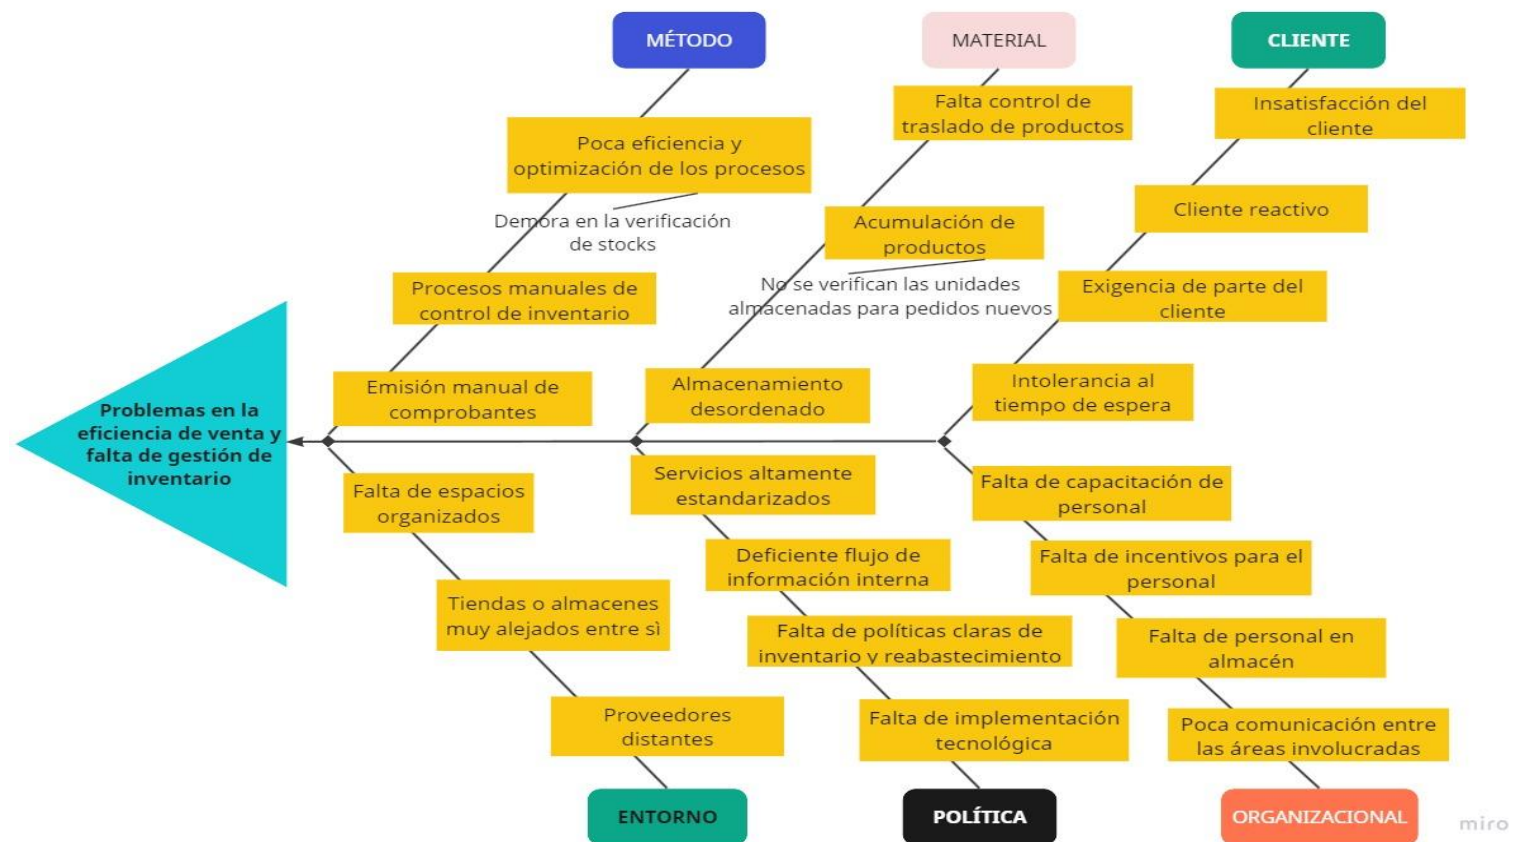 MÉTODO
MATERIAL
CLIENTE
Poca eficiencia y
optimización de los procesos
Demora en la verificación
de stocks
Procesos manuales de
control de inventario
Emisión manual de
comprobantes
Falta control de
traslado de productos
Acumulación de
productos
No se verifican las unidades
almacenadas para pedidos nuevos
Almacenamiento
desordenado
Insatisfacción del
cliente
Cliente reactivo
Exigencia de parte del
cliente
Intolerancia al
tiempo de espera
Problemas en la
eficiencia de venta y
falta de gestión de
inventario
Falta de espacios
organizados
Tiendas o almacenes
muy alejados entre sì
Proveedores
distantes
Servicios altamente
estandarizados
Deficiente flujo de
información interna
Falta de políticas claras de
inventario y reabastecimiento
Falta de implementación
tecnológica
Falta de capacitación de
personal
Falta de incentivos para el
personal
Falta de personal en
almacén
Poca comunicación entre
las áreas involucradas
ENTORNO
POLÍTICA
ORGANIZACIONAL
miro